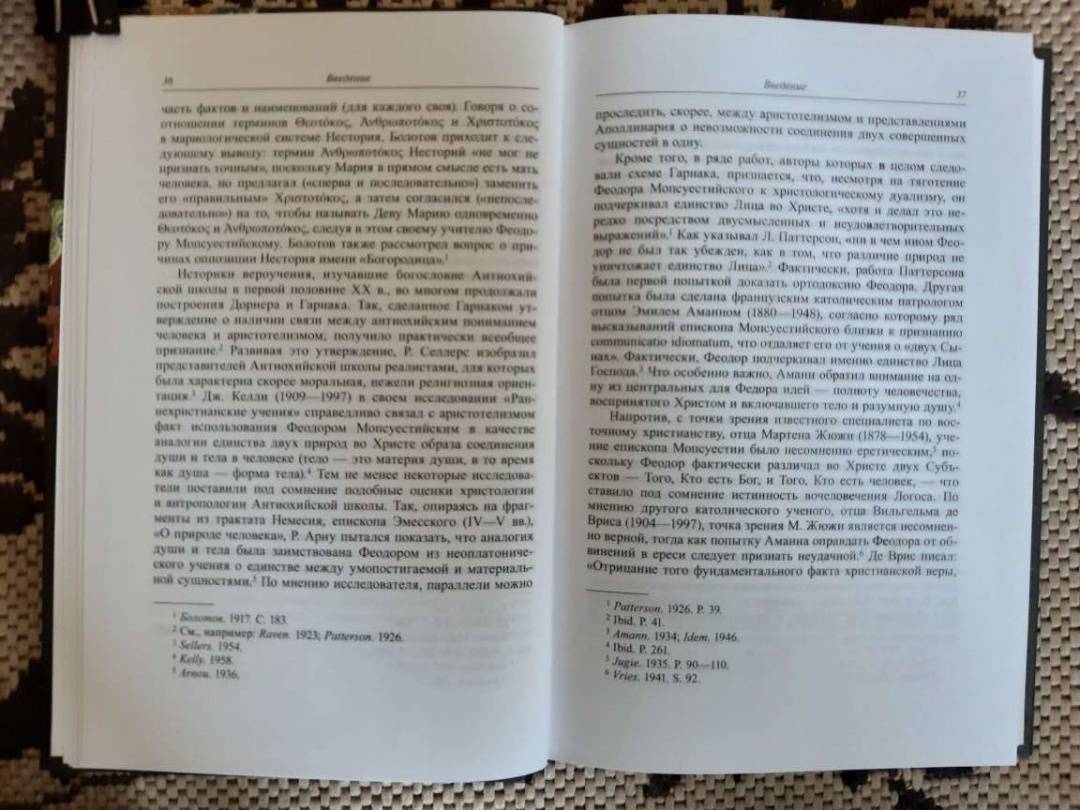 36
Введение
часть фактов и наименований (для каждого своя). Говоря о со-
отношении терминов Θεοτόκος, Ἀνθρωποτόκος и Χριστοτόκος
в мариологической системе Нестория, Болотов приходит к сле-
дующему выводу: термин Ἀνθρωποτόκος Несторий «не мог не
признать точным», поскольку Мария в прямом смысле есть мать
человека, но предлагал («сперва и последовательно») заменить
его «правильным» Χριστοτόκος, а затем согласился («непосле-
довательно») на то, чтобы называть Деву Марию одновременно
Θεοτόκος и Ἀνθρωποτόκος, следуя в этом своему учителю Феодо-
ру Мопсуестийскому. Болотов также рассмотрел вопрос о при-
чинах оппозиции Нестория имени «Богородица».¹
Историки вероучения, изучавшие богословие Антиохий-
ской школы в первой половине XX в., во многом продолжали
построения Дорнера и Гарнака. Так, сделанное Гарнаком ут-
верждение о наличии связи между антиохийским пониманием
человека и аристотелизмом, получило практически всеобщее
признание.² Развивая это утверждение, Р. Селлерс изобразил
представителей Антиохийской школы реалистами, для которых
была характерна скорее моральная, нежели религиозная ориен-
тация.³ Дж. Келли (1909—1997) в своем исследовании «Ран-
нехристианские учения» справедливо связал с аристотелизмом
факт использования Феодором Мопсуестийским в качестве
аналогии единства двух природ во Христе образа соединения
души и тела в человеке (тело — это материя души, в то время
как душа — форма тела).⁴ Тем не менее некоторые исследова-
тели поставили под сомнение подобные оценки христологии
и антропологии Антиохийской школы. Так, опираясь на фраг-
менты из трактата Немесия, епископа Эмесского (IV—V вв.),
«О природе человека», Р. Арну пытался показать, что аналогия
души и тела была заимствована Феодором из неоплатониче-
ского учения о единстве между умопостигаемой и материаль-
ной сущностями.⁵ По мнению исследователя, параллели можно
¹ Болотов. 1917. С. 183.
² См., например: Raven. 1923; Patterson. 1926.
³ Sellers. 1954.
⁴ Kelly. 1958.
⁵ Arnou. 1936.
Введение
37
проследить, скорее, между аристотелизмом и представлениями
Аполлинария о невозможности соединения двух совершенных
сущностей в одну.
Кроме того, в ряде работ, авторы которых в целом следо-
вали схеме Гарнака, признается, что, несмотря на тяготение
Феодора Мопсуестийского к христологическому дуализму, он
подчеркивал единство Лица во Христе, «хотя и делал это не-
редко посредством двусмысленных и неудовлетворительных
выражений».¹ Как указывал Л. Паттерсон, «ни в чем ином Фео-
дор не был так убежден, как в том, что различие природ не
уничтожает единство Лица».² Фактически, работа Паттерсона
была первой попыткой доказать ортодоксию Феодора. Другая
попытка была сделана французским католическим патрологом
отцом Эмилем Аманном (1880—1948), согласно которому ряд
высказываний епископа Мопсуестийского близки к признанию
communicatio idiomatum, что отдаляет его от учения о «двух Сы-
нах». Фактически, Феодор подчеркивал именно единство Лица
Господа.³ Что особенно важно, Аманн обратил внимание на од-
ну из центральных для Федора идей — полноту человечества,
воспринятого Христом и включавшего тело и разумную душу.⁴
Напротив, с точки зрения известного специалиста по вос-
точному христианству, отца Мартена Жюжи (1878—1954), уче-
ние епископа Мопсуестии было несомненно еретическим,⁵ по-
скольку Феодор фактически различал во Христе двух Субъ-
ектов — Того, Кто есть Бог, и Того, Кто есть человек, — что
ставило под сомнение истинность вочеловечения Логоса. По
мнению другого католического ученого, отца Вильгельма де
Вриса (1904—1997), точка зрения М. Жюжи является несомнен-
но верной, тогда как попытку Аманна оправдать Феодора от об-
винений в ереси следует признать неудачной.⁶ Де Врис писал:
«Отрицание того фундаментального факта христианской веры,
¹ Patterson. 1926. P. 39.
² Ibid. P. 41.
³ Amann. 1934; Idem. 1946.
⁴ Ibid. P. 261.
⁵ Jugie. 1935. P. 90—110.
⁶ Vries. 1941. S. 92.